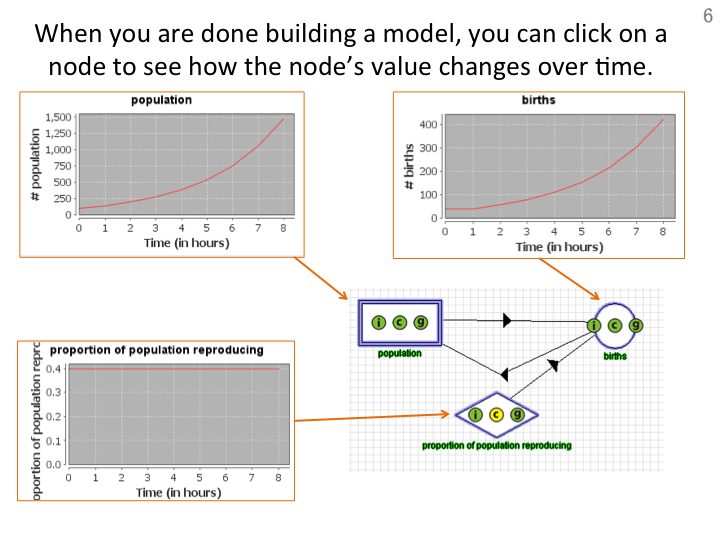 6
When you are done building a model, you can click on a
node to see how the node's value changes over time.
population
# population
1,500
1,250
1,000
750
500
250
0
0 1 2 3 4 5 6 7 8
Time (in hours)
births
# births
400
300
200
100
0
0 1 2 3 4 5 6 7 8
Time (in hours)
i c g
population
i c g
births
i c g
proportion of population reproducing
proportion of population reproducing
oportion of population repro
0.4
0.3
0.2
0.1
0.0
0 1 2 3 4 5 6 7 8
Time (in hours)